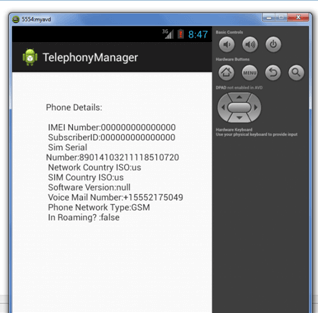 5554:myavd
3G
8:47
TelephonyManager
Phone Details:
IMEI Number:000000000000000
SubscriberID:000000000000000
Sim Serial
Number:89014103211118510720
Network Country ISO:us
SIM Country ISO:us
Software Version:null
Voice Mail Number:+15552175049
Phone Network Type:GSM
In Roaming? :false
Basic Controls
Hardware Buttons
MENU
DPAD not enabled in AVD
Hardware Keyboard
Use your physical keyboard to provide input